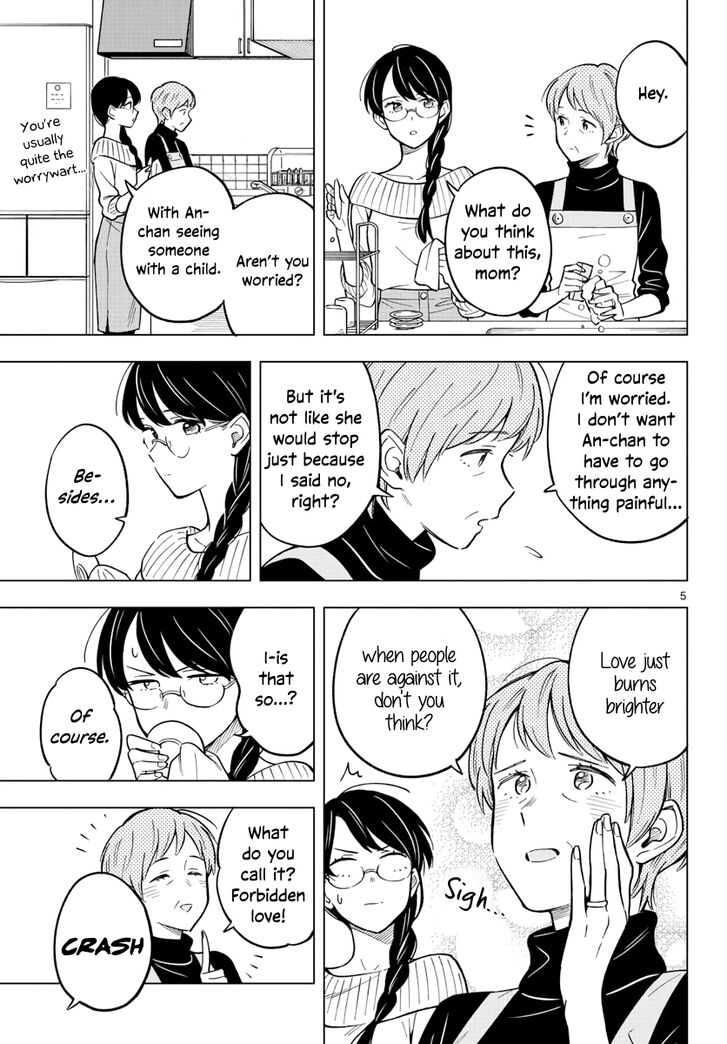 Hey.
What do
you think
about this,
mom?
With An-
chan seeing
someone
with a child.
Aren't you
worried?
You're
usually
quite the
worrywart...
Of course
I'm worried.
I don't want
An-chan to
have to go
through any-
thing painful...
But it's
not like she
would stop
just because
I said no,
right?
Be-
sides...
5
Love just
burns
brighter
when people
are against it,
don't you
think?
Sigh...
I-is
that
so...?
Of
course.
What
do you
call it?
Forbidden
love!
CRASH